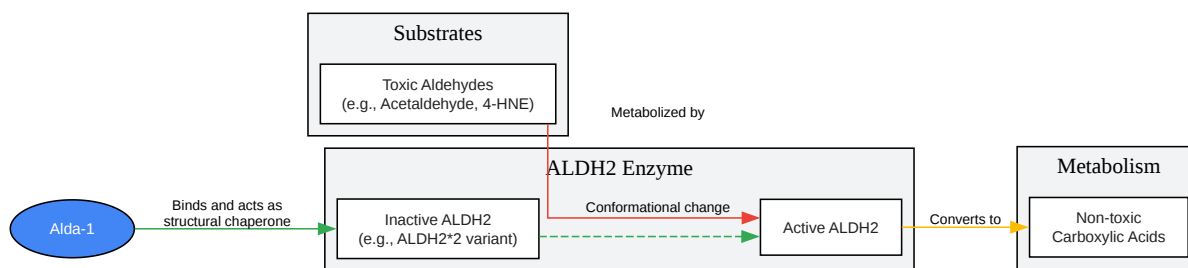 Substrates
Toxic Aldehydes
(e.g., Acetaldehyde, 4-HNE)
Metabolized by
ALDH2 Enzyme
Metabolism
Alda-1
Binds and acts as
structural chaperone
Inactive ALDH2
(e.g., ALDH2*2 variant)
Conformational change
Active ALDH2
Converts to
Non-toxic
Carboxylic Acids